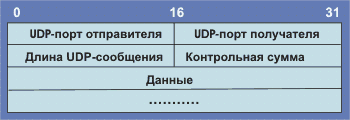 0 16 31
UDP-порт отправителя UDP-порт получателя
Длина UDP-сообщения Контрольная сумма
Данные
...........